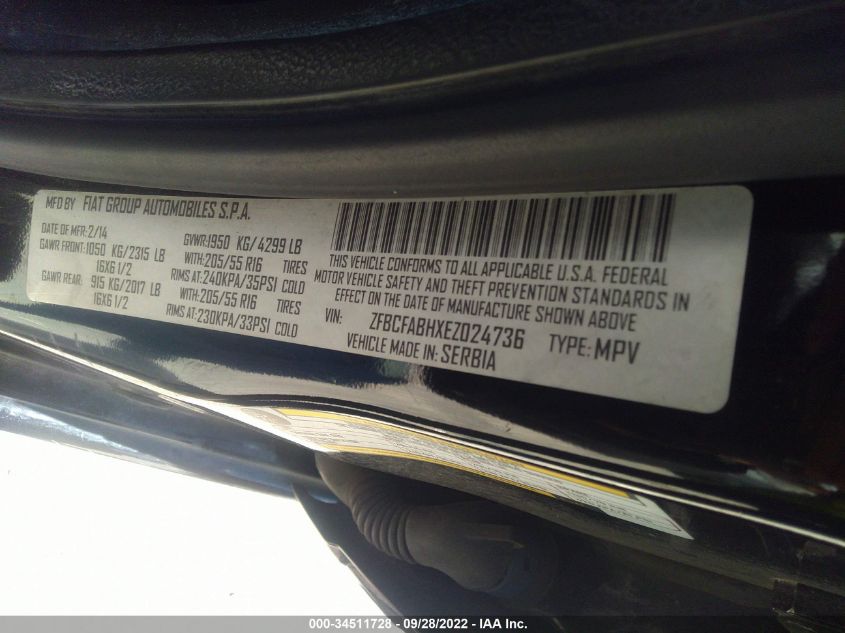 MFD BY FIAT GROUP AUTOMOBILES S.P.A.
DATE OF MFR:2/14 GVWR:1950 KG/4299 LB
GAWR FRONT:1050 KG/2315 LB WITH:205/55 R16 TIRES
16X6 1/2 RIMS AT:240KPA/35PSI COLD
GAWR REAR: 915 KG/2017 LB WITH:205/55 R16 TIRES
16X6 1/2 RIMS AT:230KPA/33PSI COLD
THIS VEHICLE CONFORMS TO ALL APPLICABLE U.S.A. FEDERAL
MOTOR VEHICLE SAFETY AND THEFT PREVENTION STANDARDS IN
EFFECT ON THE DATE OF MANUFACTURE SHOWN ABOVE
VIN: ZFBCFABHXEZ024736 TYPE: MPV
VEHICLE MADE IN: SERBIA
000-34511728 - 09/28/2022 - IAA Inc.